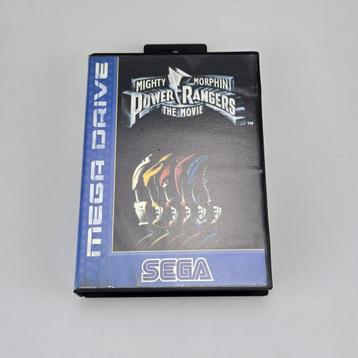 MEGA DRIVE
MIGHTY MORPHIN
POWER RANGERS
THE MOVIE
TM
SEGA